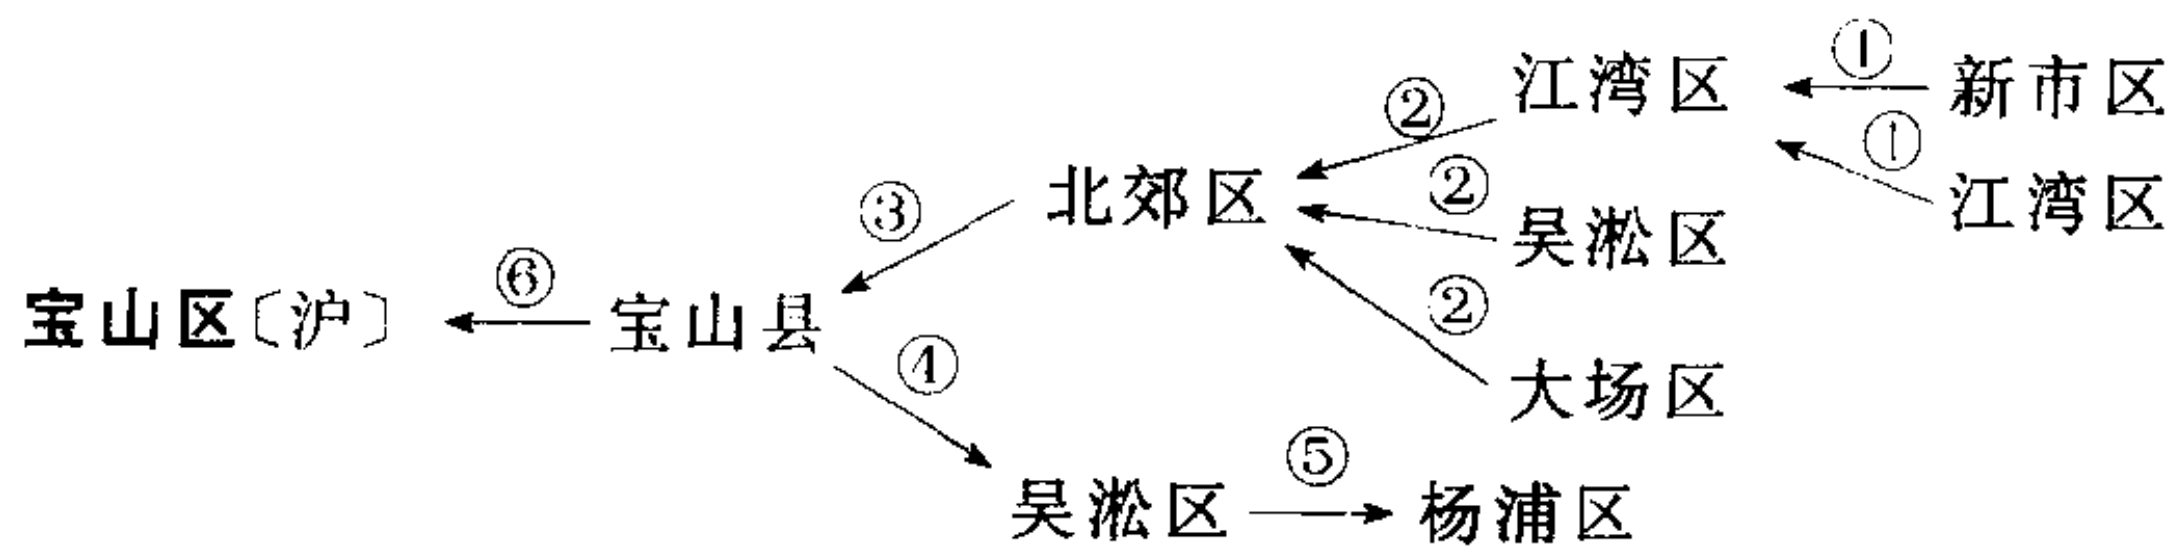 ① 
江湾区 新市区
②
①
②
北郊区 江湾区
③
吴淞区
⑥
②
宝山区〔沪〕 宝山县
④
大场区
⑤
吴淞区 杨浦区